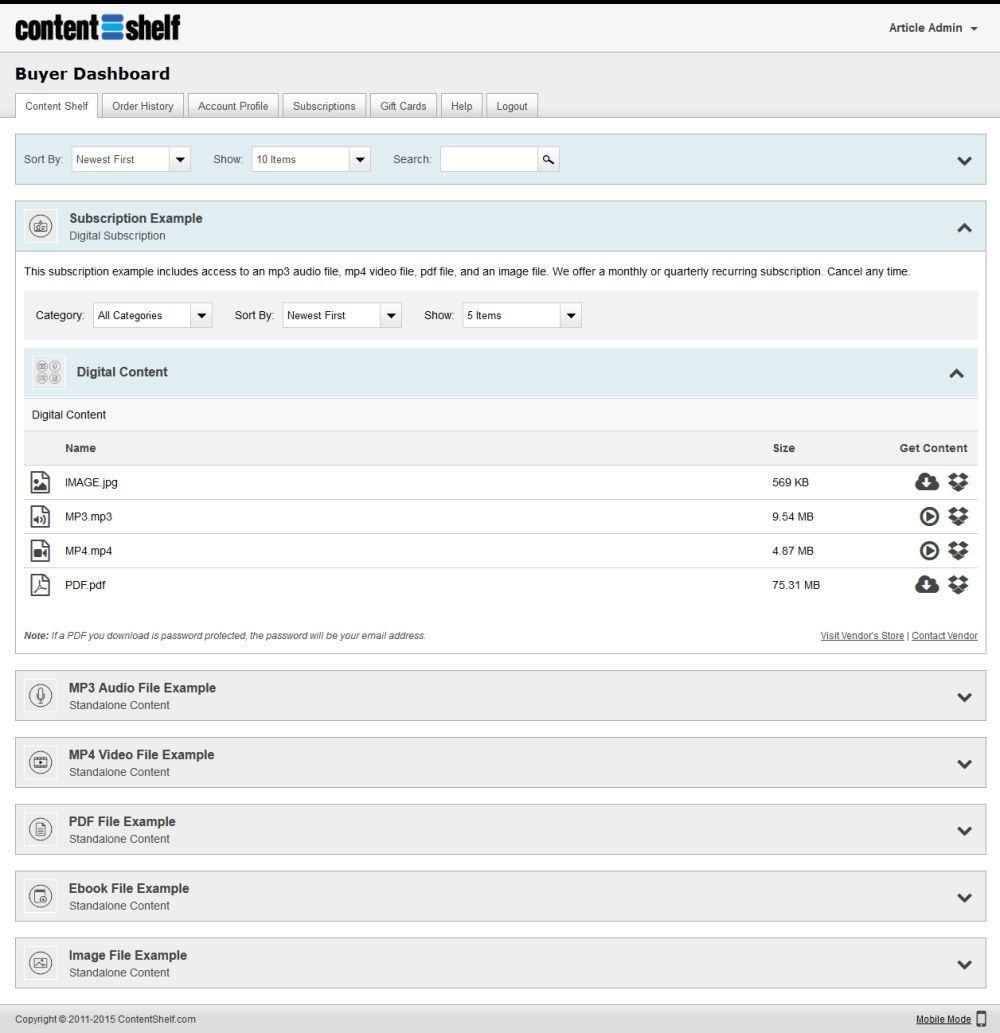 content shelf
Article Admin
Buyer Dashboard
Content Shelf Order History Account Profile Subscriptions Gift Cards Help Logout
Sort By: Newest First Show: 10 Items Search:
Subscription Example
Digital Subscription
This subscription example includes access to an mp3 audio file, mp4 video file, pdf file, and an image file. We offer a monthly or quarterly recurring subscription. Cancel any time.
Category: All Categories Sort By: Newest First Show: 5 Items
Digital Content
Digital Content
Name Size Get Content
IMAGE.jpg 569 KB
MP3.mp3 9.54 MB
MP4.mp4 4.87 MB
PDF.pdf 75.31 MB
Note: If a PDF you download is password protected, the password will be your email address. Visit Vendor's Store | Contact Vendor
MP3 Audio File Example
Standalone Content
MP4 Video File Example
Standalone Content
PDF File Example
Standalone Content
Ebook File Example
Standalone Content
Image File Example
Standalone Content
Copyright © 2011-2015 ContentShelf.com Mobile Mode